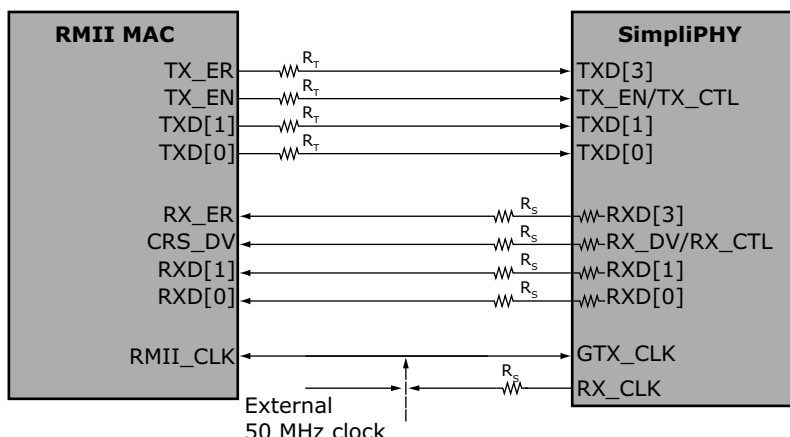 RMII MAC
SimpliPHY
TX_ER R_T TXD[3]
TX_EN R_T TX_EN/TX_CTL
TXD[1] R_T TXD[1]
TXD[0] R_T TXD[0]
RX_ER R_S RXD[3]
CRS_DV R_S RX_DV/RX_CTL
RXD[1] R_S RXD[1]
RXD[0] R_S RXD[0]
RMII_CLK GTX_CLK
R_S RX_CLK
External
50 MHz clock